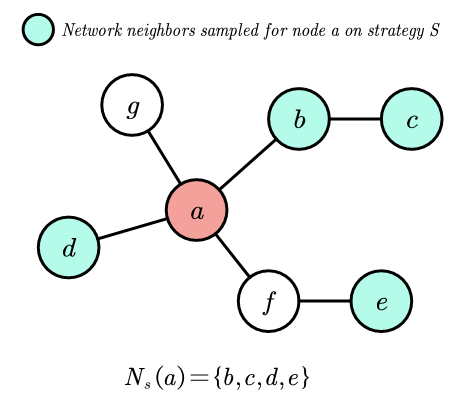 Network neighbors sampled for node a on strategy S
g
b
c
a
d
f
e
N_s(a)={b,c,d,e}